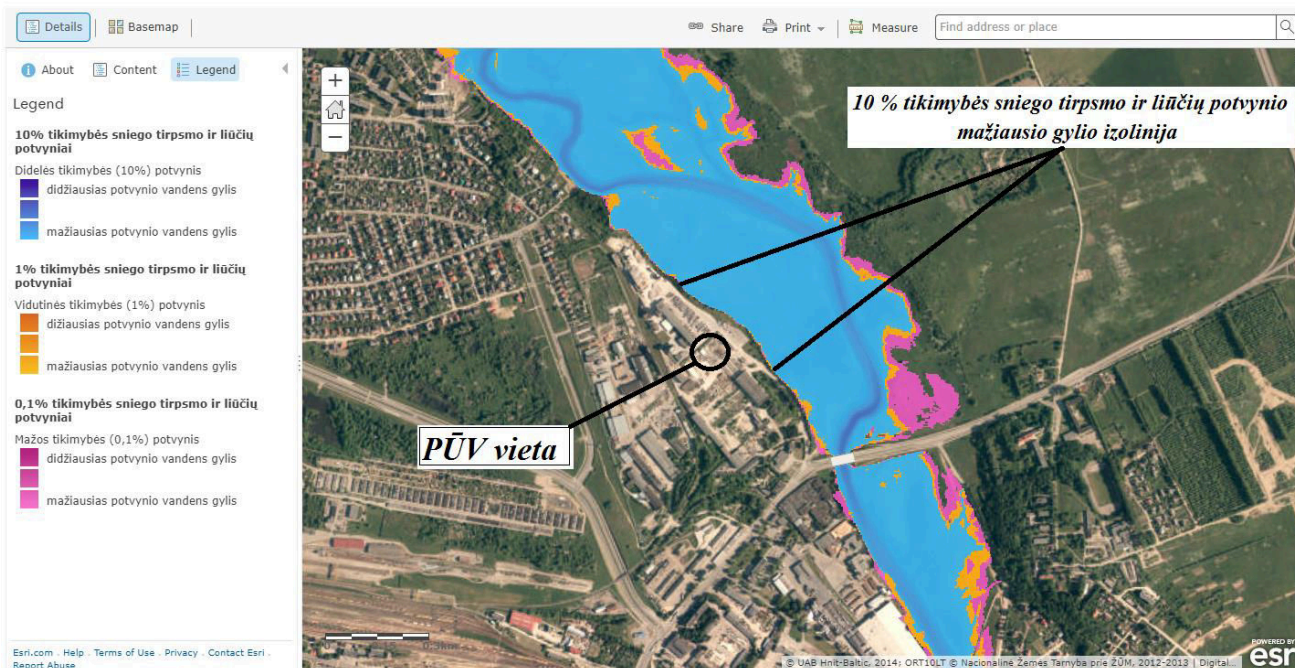 Details
Basemap
Share
Print
Measure
Find address or place
About
Content
Legend
Legend
10% tikimybės sniego tirpsmo ir liūčių
potvyniai
Didelės tikimybės (10%) potvynis
didžiausias potvynio vandens gylis
mažiausias potvynio vandens gylis
1% tikimybės sniego tirpsmo ir liūčių
potvyniai
Vidutinės tikimybės (1%) potvynis
dižiausias potvynio vandens gylis
mažiausias potvynio vandens gylis
0,1% tikimybės sniego tirpsmo ir liūčių
potvyniai
Mažos tikimybės (0,1%) potvynis
didžiausias potvynio vandens gylis
mažiausias potvynio vandens gylis
Esri.com . Help . Terms of Use . Privacy . Contact Esri .
Report Abuse
10 % tikimybės sniego tirpsmo ir liūčių potvynio
mažiausio gylio izolinija
PŪV vieta
© UAB Hnit-Baltic, 2014; ORT10LT © Nacionalinė Žemės Tarnyba prie ŽŪM, 2012-2013 | Digital...
POWERED BY
esri